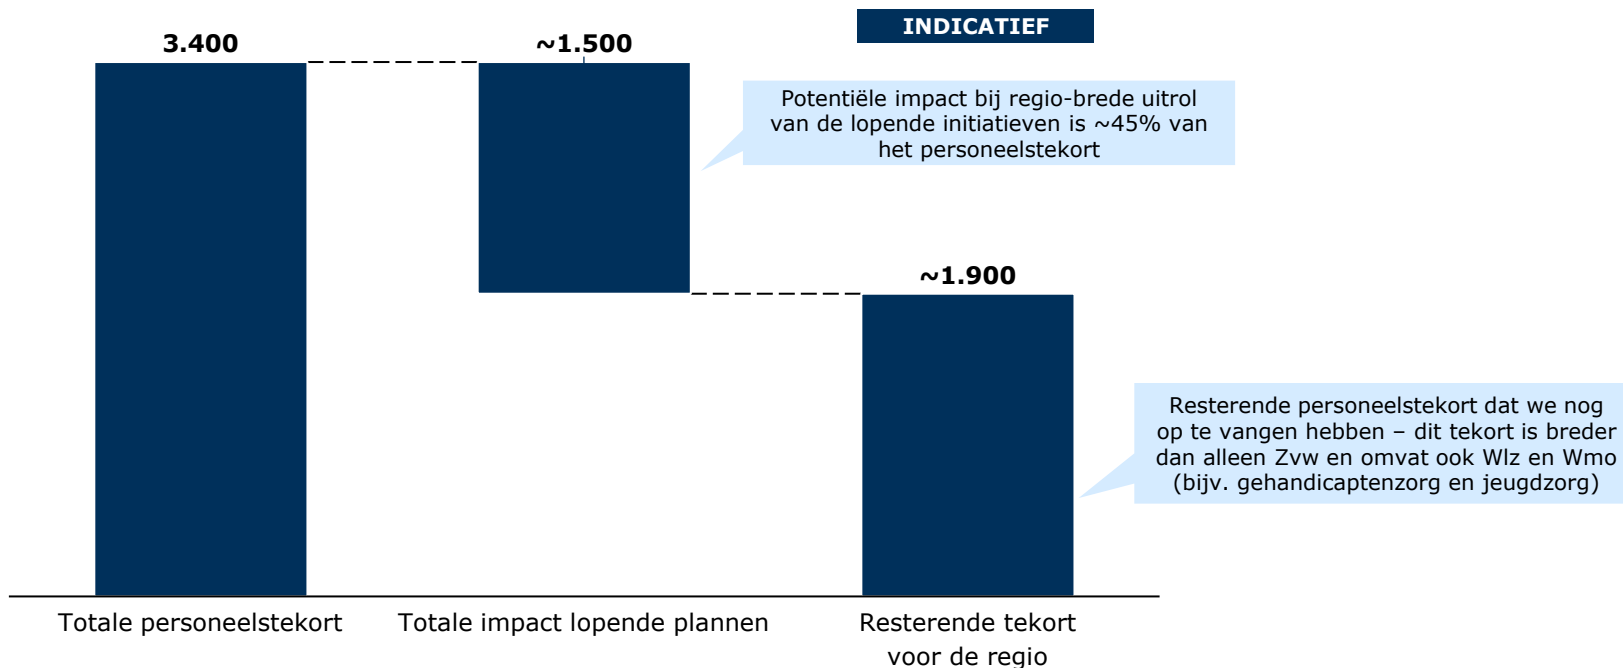 INDICATIEF
3.400
~1.500
Potentiële impact bij regio-brede uitrol
van de lopende initiatieven is ~45% van
het personeelstekort
~1.900
Resterende personeelstekort dat we nog
op te vangen hebben – dit tekort is breder
dan alleen Zvw en omvat ook Wlz en Wmo
(bijv. gehandicaptenzorg en jeugdzorg)
Totale personeelstekort
Totale impact lopende plannen
Resterende tekort
voor de regio